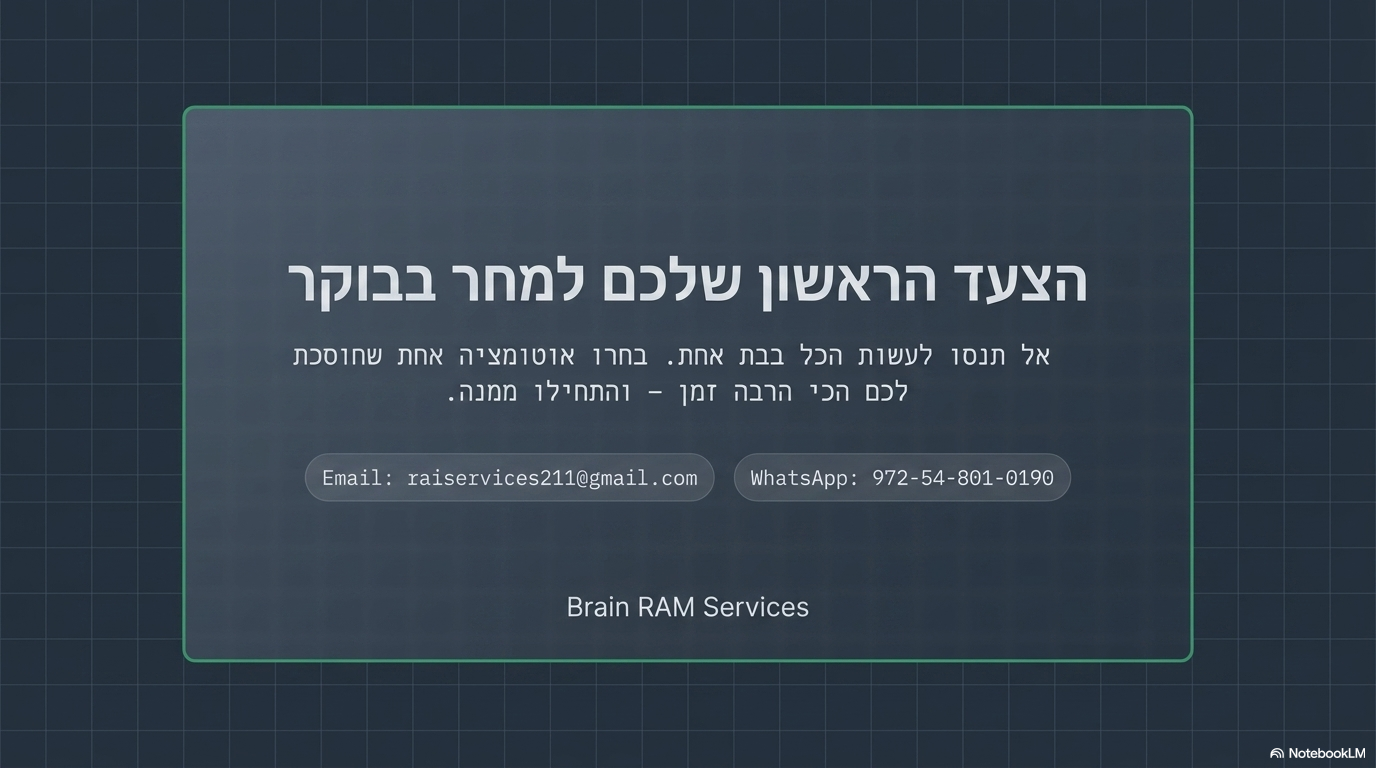 הצעד הראשון שלכם למחר בבוקר
אל תנסו לעשות הכל בבת אחת. בחרו אוטומציה אחת שחוסכת
לכם הכי הרבה זמן – והתחילו ממנה.
Email: raiservices211@gmail.com
WhatsApp: 972-54-801-0190
Brain RAM Services
NotebookLM